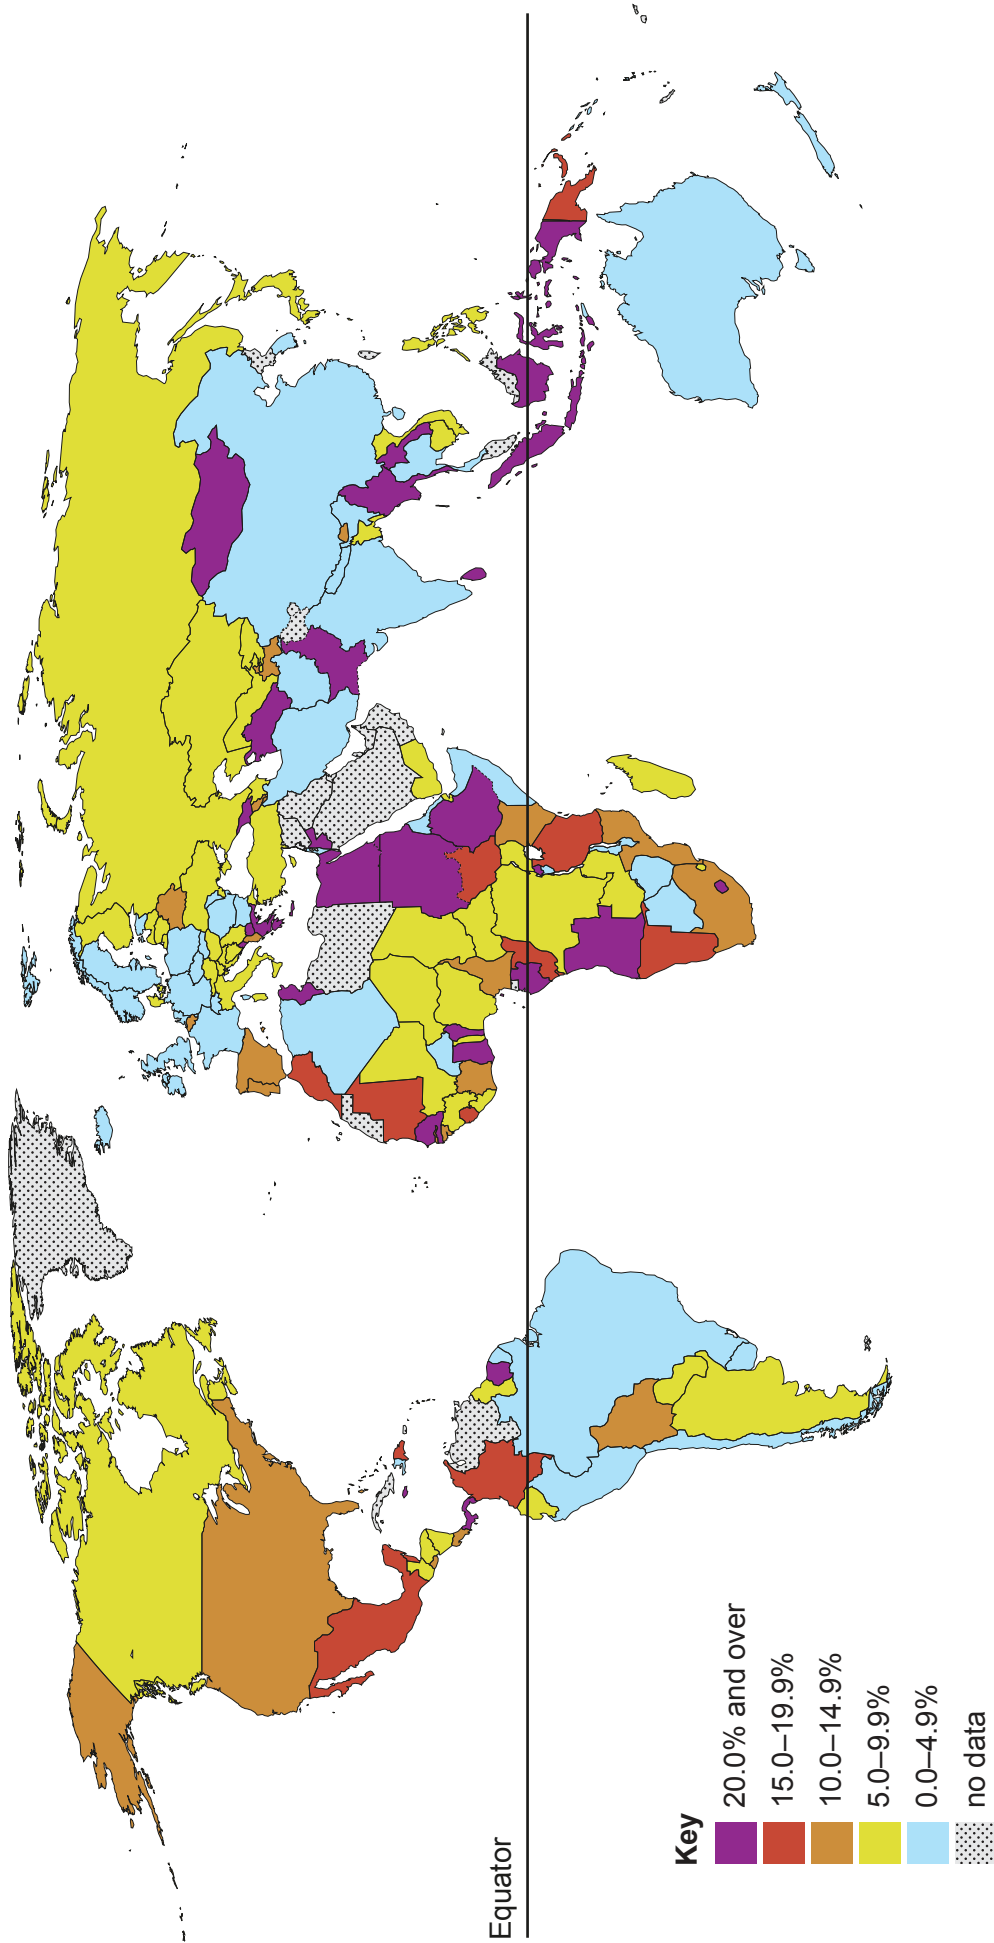 Equator
Key
20.0% and over
15.0–19.9%
10.0–14.9%
5.0–9.9%
0.0–4.9%
no data